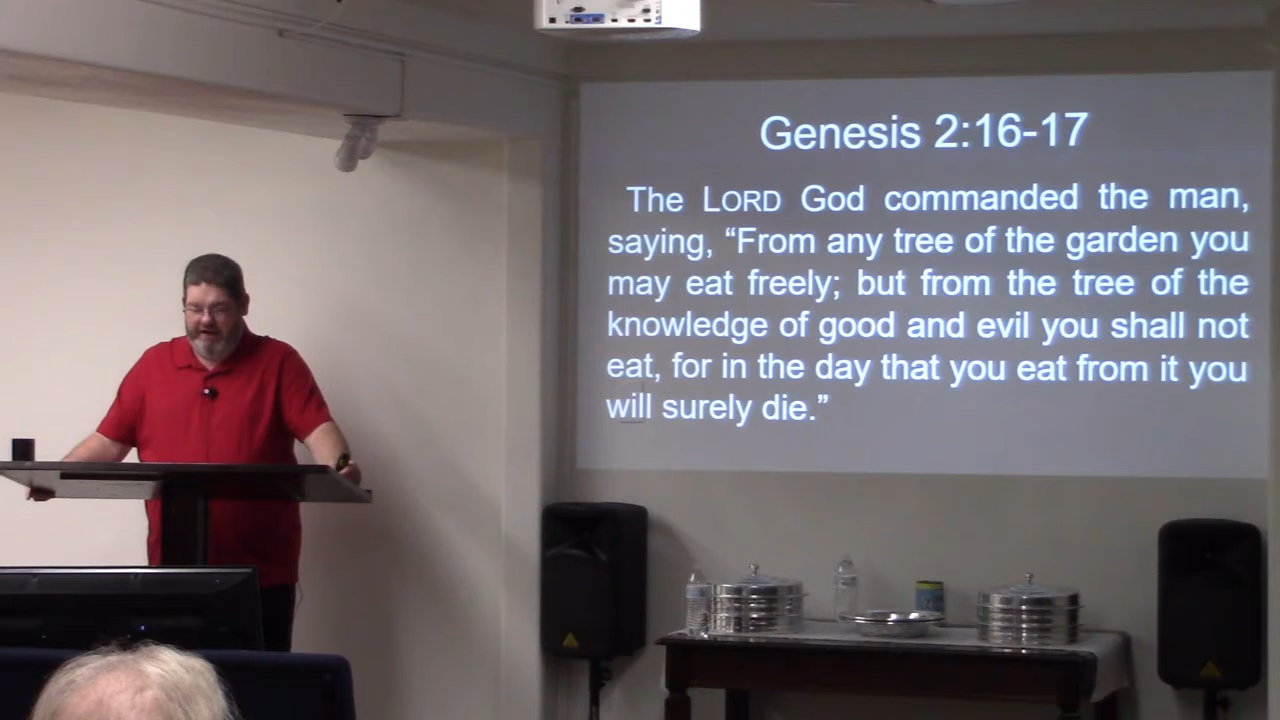 Genesis 2:16-17
The LORD God commanded the man,
saying, “From any tree of the garden you
may eat freely; but from the tree of the
knowledge of good and evil you shall not
eat, for in the day that you eat from it you
will surely die.”